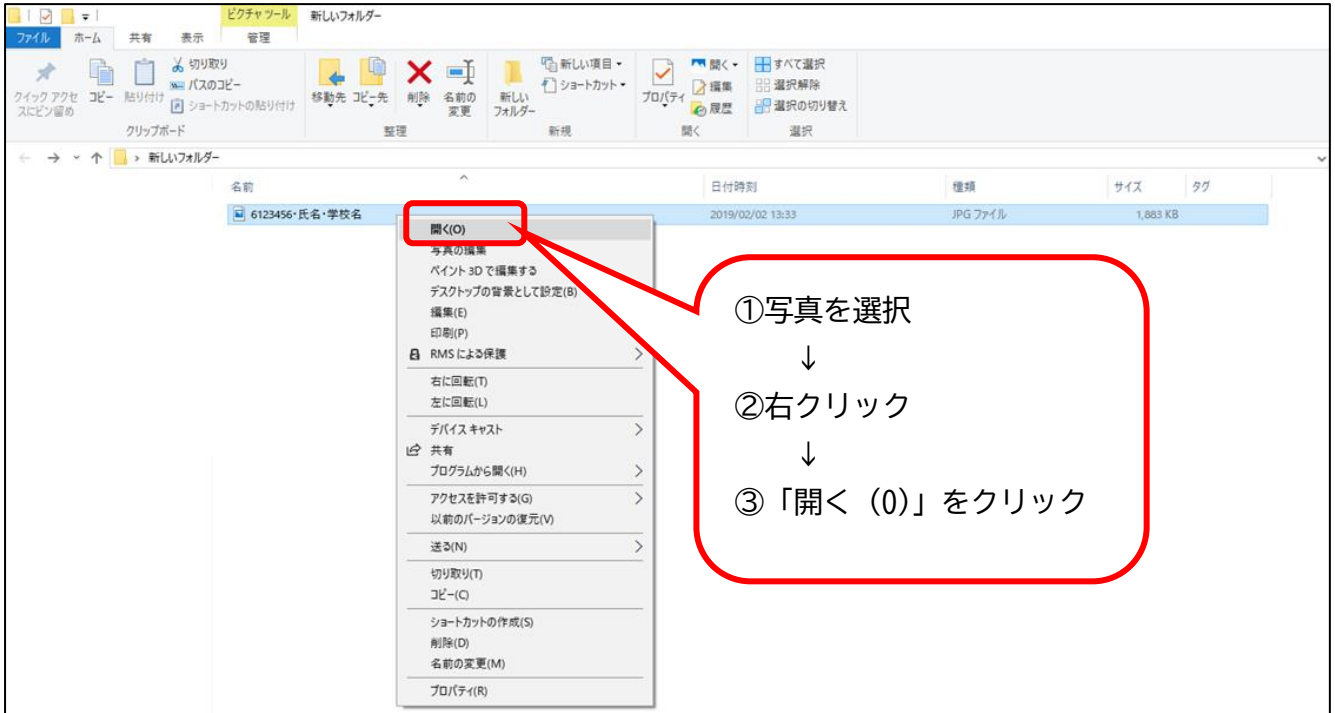 ピクチャ ツール 新しいフォルダー
ファイル ホーム 共有 表示 管理
クイック アクセスにピン留め
コピー
貼り付け
切り取り
パスのコピー
ショートカットの貼り付け
クリップボード
移動先
コピー先
削除
名前の変更
整理
新しいフォルダー
新しい項目
ショートカット
新規
プロパティ
開く
編集
履歴
開く
すべて選択
選択解除
選択の切り替え
選択
新しいフォルダー
名前 日付時刻 種類 サイズ タグ
6123456・氏名・学校名 2019/02/02 13:33 JPG ファイル 1,883 KB
開く(O)
写真の編集
ペイント 3D で編集する
デスクトップの背景として設定(B)
編集(E)
印刷(P)
RMS による保護
右に回転(T)
左に回転(L)
デバイス キャスト
共有
プログラムから開く(H)
アクセスを許可する(G)
以前のバージョンの復元(V)
送る(N)
切り取り(T)
コピー(C)
ショートカットの作成(S)
削除(D)
名前の変更(M)
プロパティ(R)
①写真を選択
↓
②右クリック
↓
③「開く（O)」をクリック